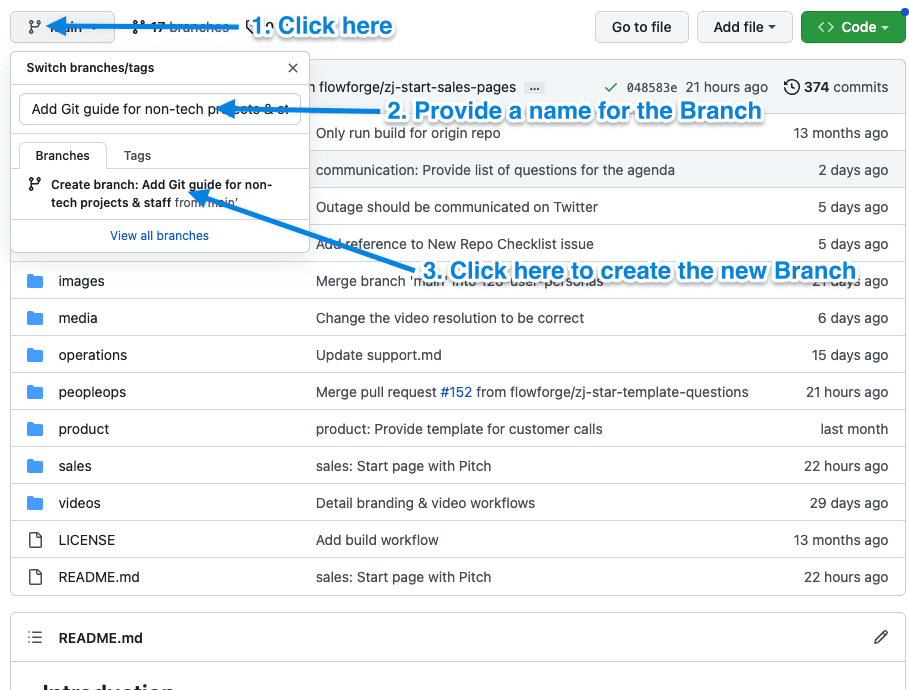 main
17 branches
1. Click here
Go to file
Add file
Code
Switch branches/tags
flowforge/zj-start-sales-pages ...
048583e 21 hours ago
374 commits
Add Git guide for non-tech projects & st
2. Provide a name for the Branch
Only run build for origin repo
13 months ago
Branches
Tags
communication: Provide list of questions for the agenda
2 days ago
Create branch: Add Git guide for non-
tech projects & staff from 'main'
Outage should be communicated on Twitter
5 days ago
View all branches
Add reference to New Repo Checklist issue
5 days ago
3. Click here to create the new Branch
images
Merge branch 'main' into 126-user-personas
21 days ago
media
Change the video resolution to be correct
6 days ago
operations
Update support.md
15 days ago
peopleops
Merge pull request #152 from flowforge/zj-star-template-questions
21 hours ago
product
product: Provide template for customer calls
last month
sales
sales: Start page with Pitch
22 hours ago
videos
Detail branding & video workflows
29 days ago
LICENSE
Add build workflow
13 months ago
README.md
sales: Start page with Pitch
22 hours ago
README.md
Introduction